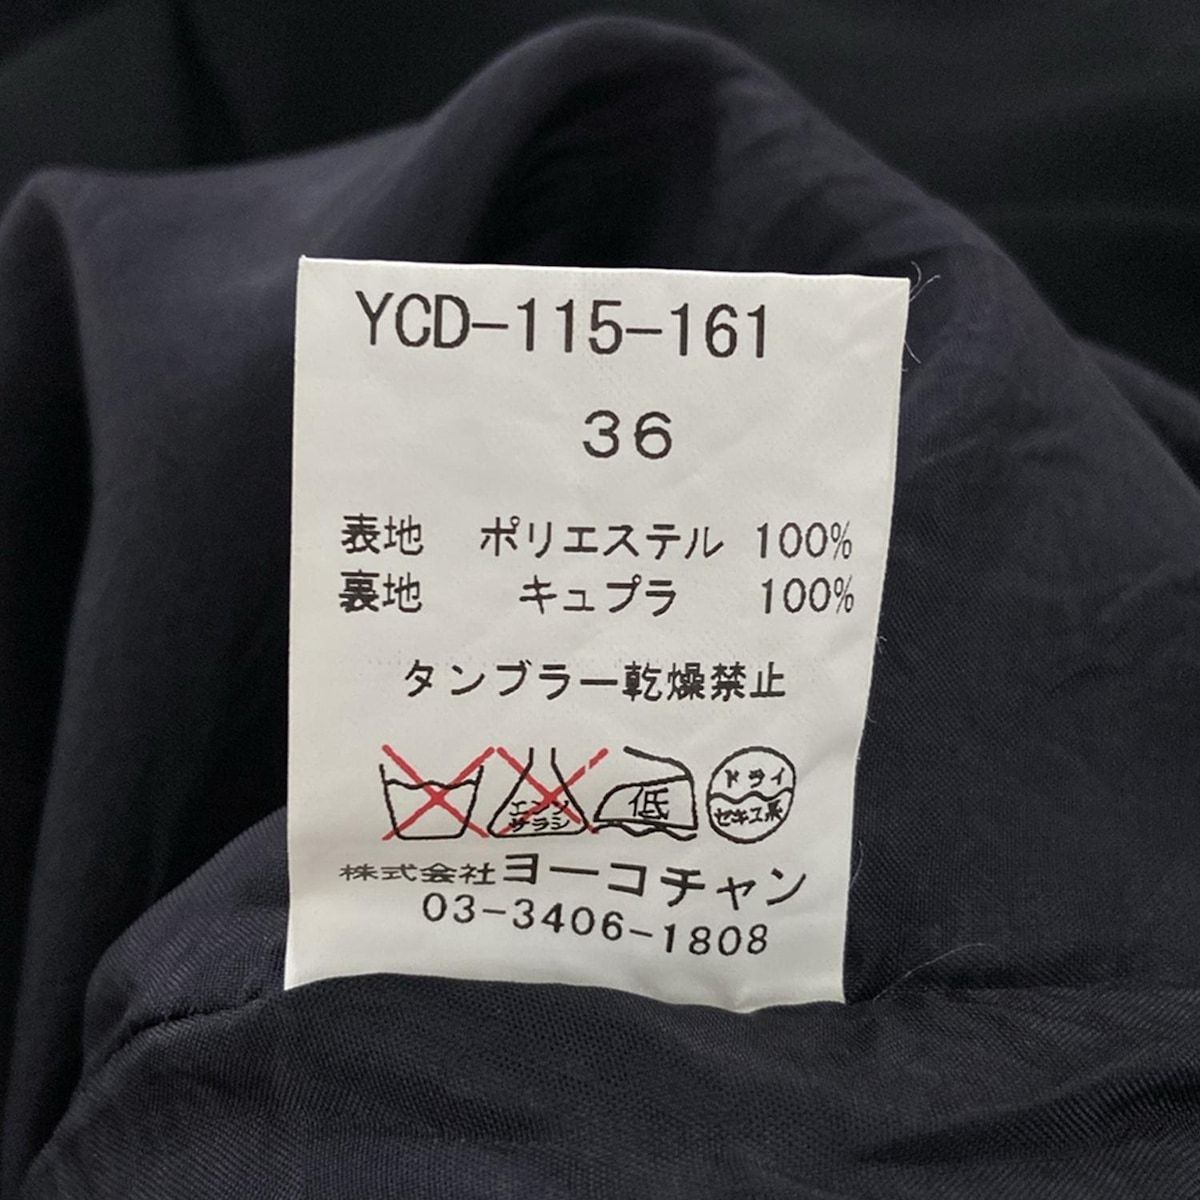 YCD-115-161
36
表地 ポリエステル 100%
裏地 キュプラ 100%
タンブラー乾燥禁止
エンソサラシ 低 ドライ セキユ系
株式会社ヨーコチャン
03-3406-1808